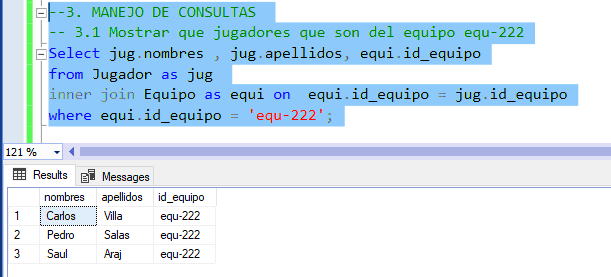 --3. MANEJO DE CONSULTAS
-- 3.1 Mostrar que jugadores que son del equipo equ-222
Select jug.nombres , jug.apellidos, equi.id_equipo
from Jugador as jug
inner join Equipo as equi on  equi.id_equipo = jug.id_equipo
where equi.id_equipo = 'equ-222';
121 %
Results Messages
nombres apellidos id_equipo
1 Carlos Villa equ-222
2 Pedro Salas equ-222
3 Saul Araj equ-222